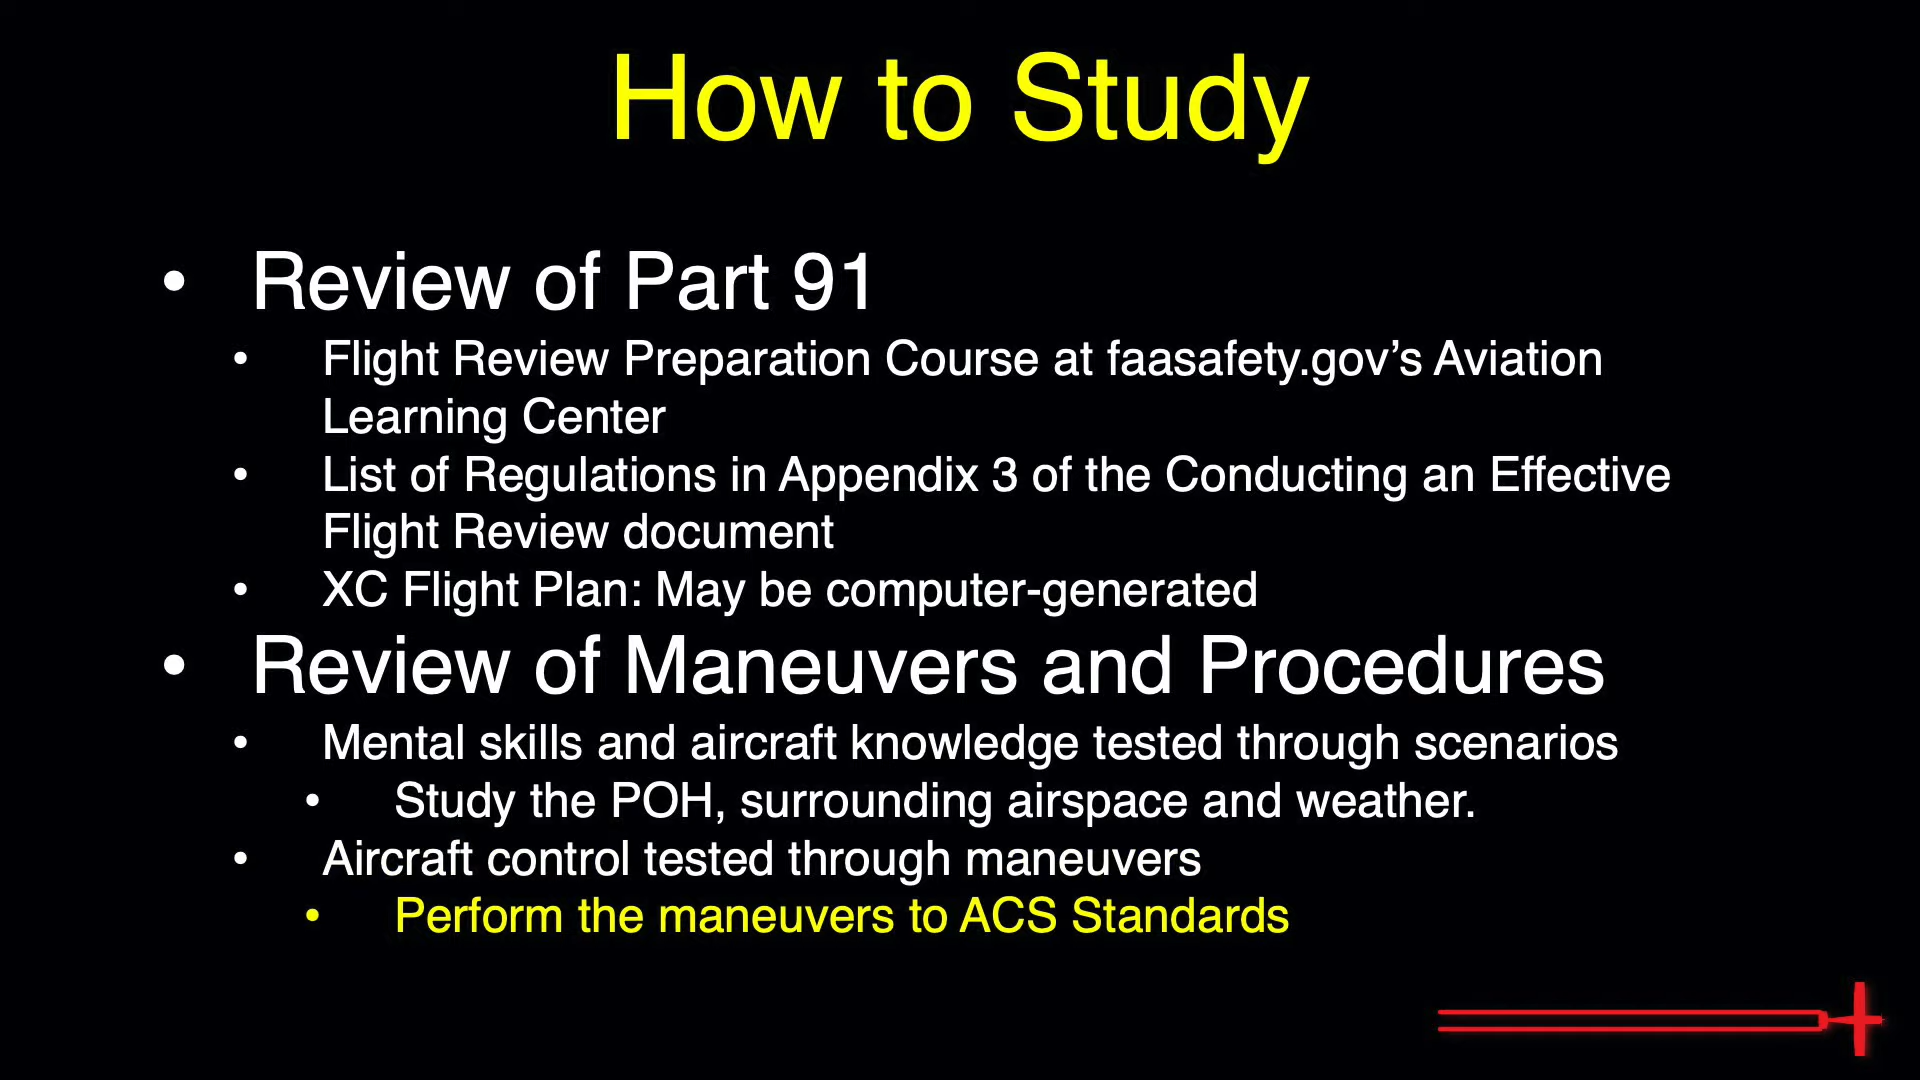 How to Study
• Review of Part 91
• Flight Review Preparation Course at faasafety.gov’s Aviation
Learning Center
• List of Regulations in Appendix 3 of the Conducting an Effective
Flight Review document
• XC Flight Plan: May be computer-generated
• Review of Maneuvers and Procedures
• Mental skills and aircraft knowledge tested through scenarios
• Study the POH, surrounding airspace and weather.
• Aircraft control tested through maneuvers
• Perform the maneuvers to ACS Standards